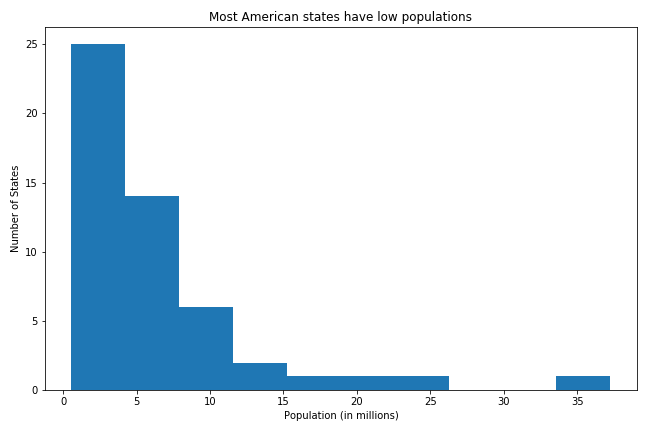 Most American states have low populations
25
20
15
10
5
0
Number of States
0 5 10 15 20 25 30 35
Population (in millions)